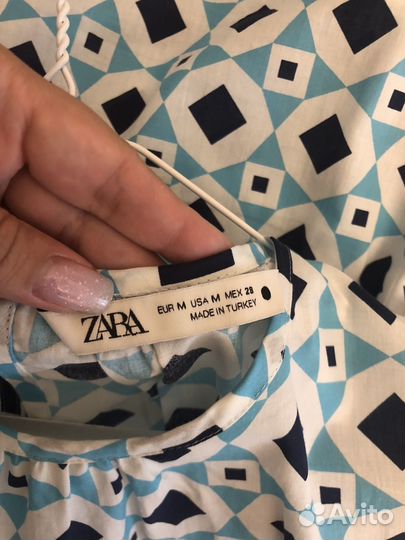 ZARA
EUR M USA M MEX 28
MADE IN TURKEY
Avito